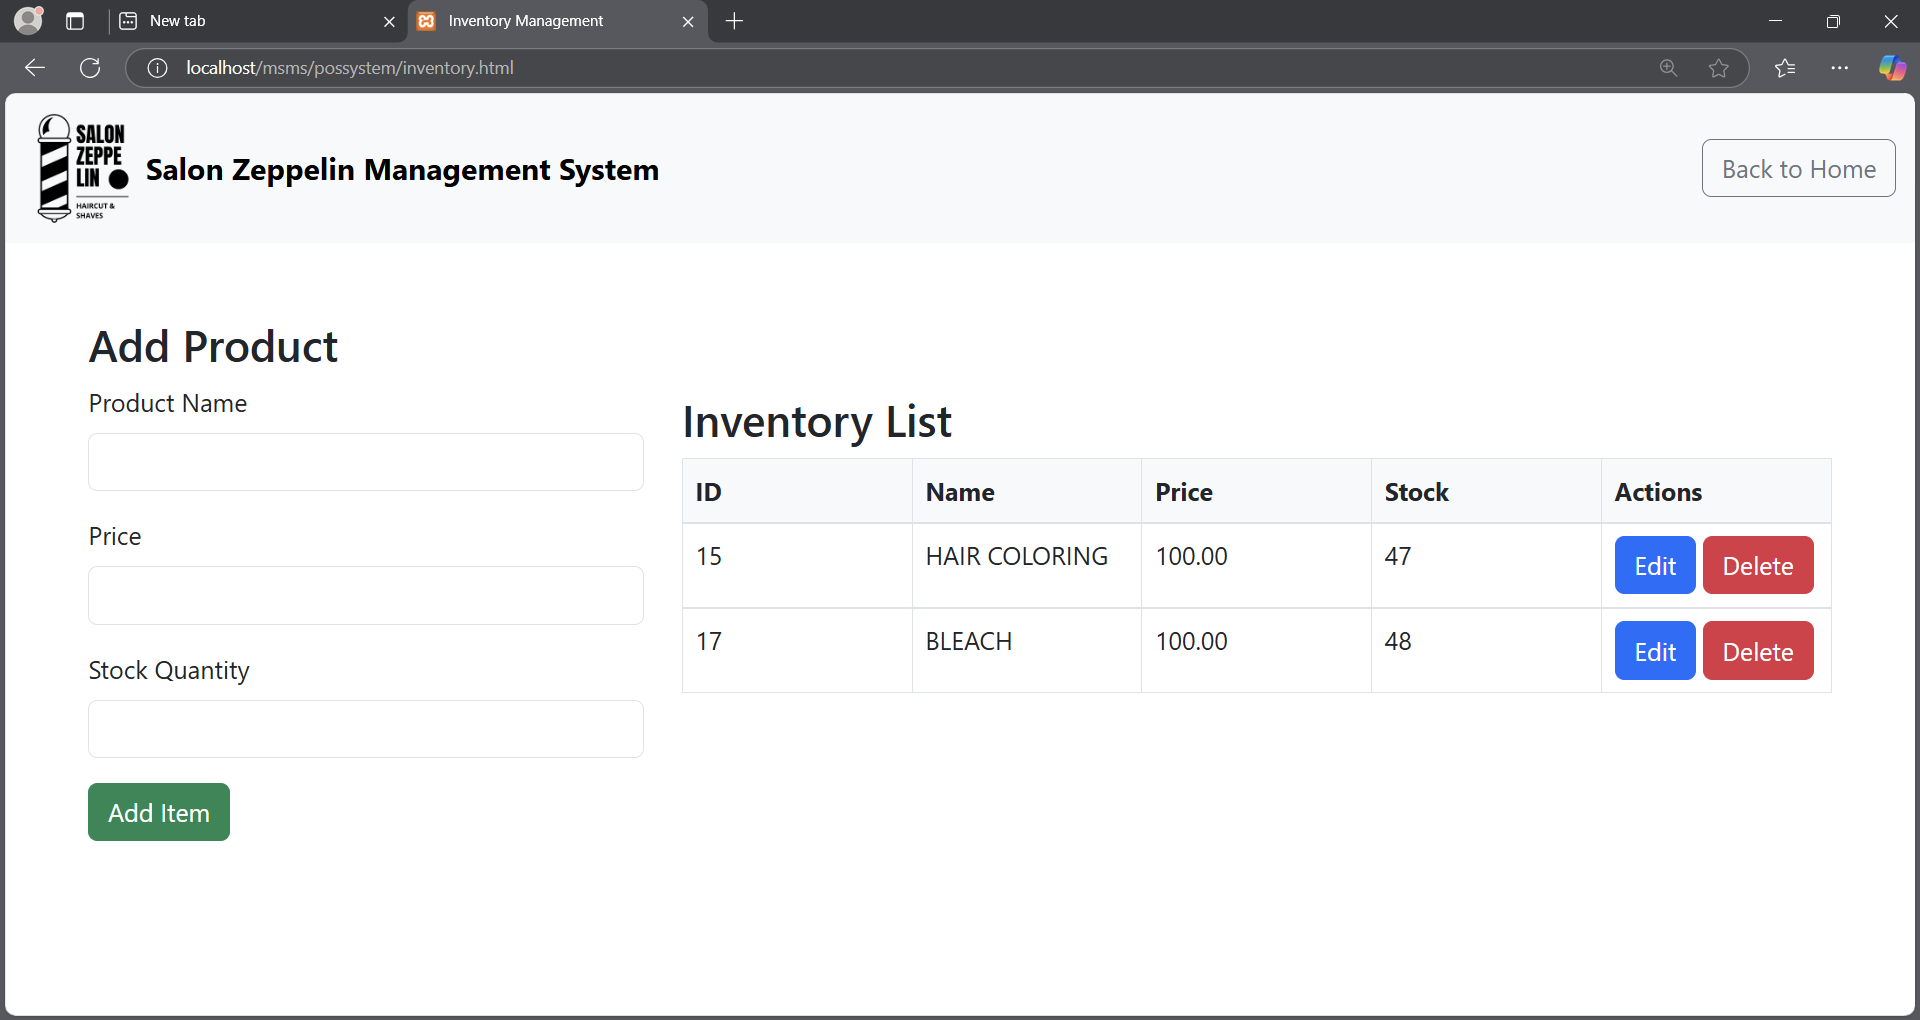 New tab
Inventory Management
localhost/msms/possystem/inventory.html
SALON
ZEPPE
LIN
HAIRCUT &
SHAVES
Salon Zeppelin Management System
Back to Home
Add Product
Product Name
Price
Stock Quantity
Add Item
Inventory List
ID Name Price Stock Actions
15 HAIR COLORING 100.00 47 Edit Delete
17 BLEACH 100.00 48 Edit Delete